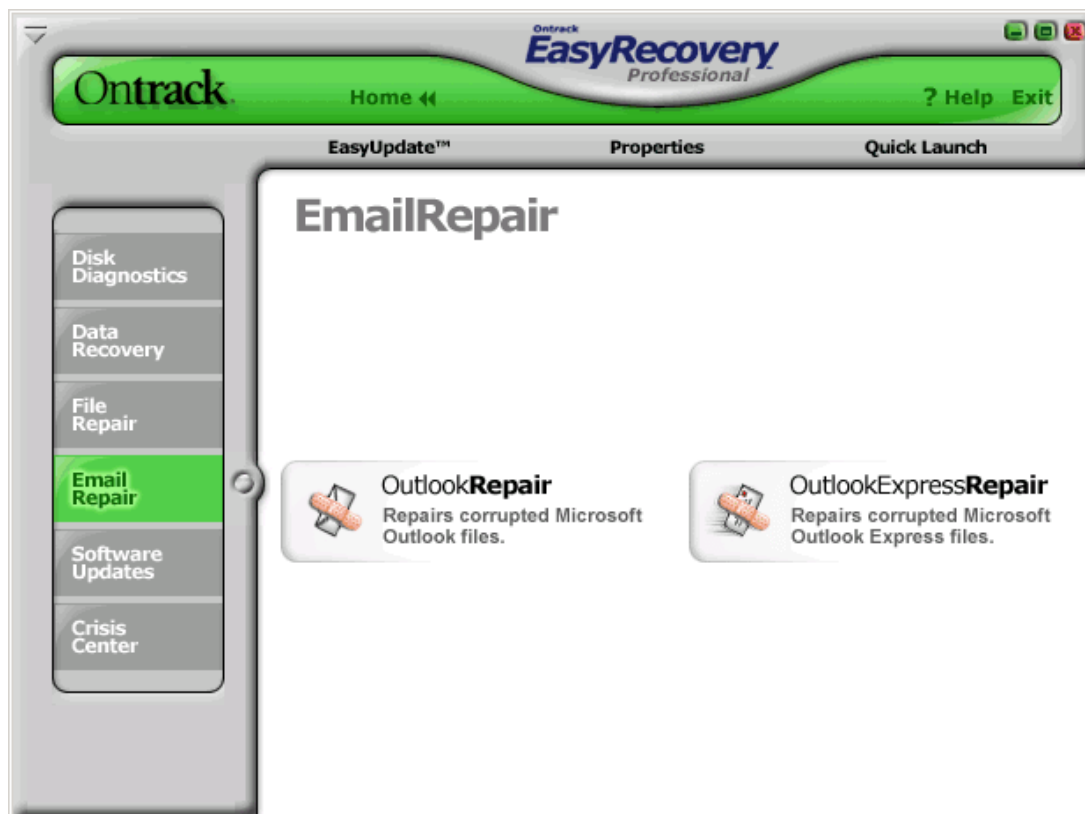 Ontrack
EasyRecovery
Professional
Ontrack.
Home
? Help Exit
EasyUpdate™ Properties Quick Launch
EmailRepair
Disk
Diagnostics
Data
Recovery
File
Repair
Email
Repair
Software
Updates
Crisis
Center
OutlookRepair
Repairs corrupted Microsoft
Outlook files.
OutlookExpressRepair
Repairs corrupted Microsoft
Outlook Express files.